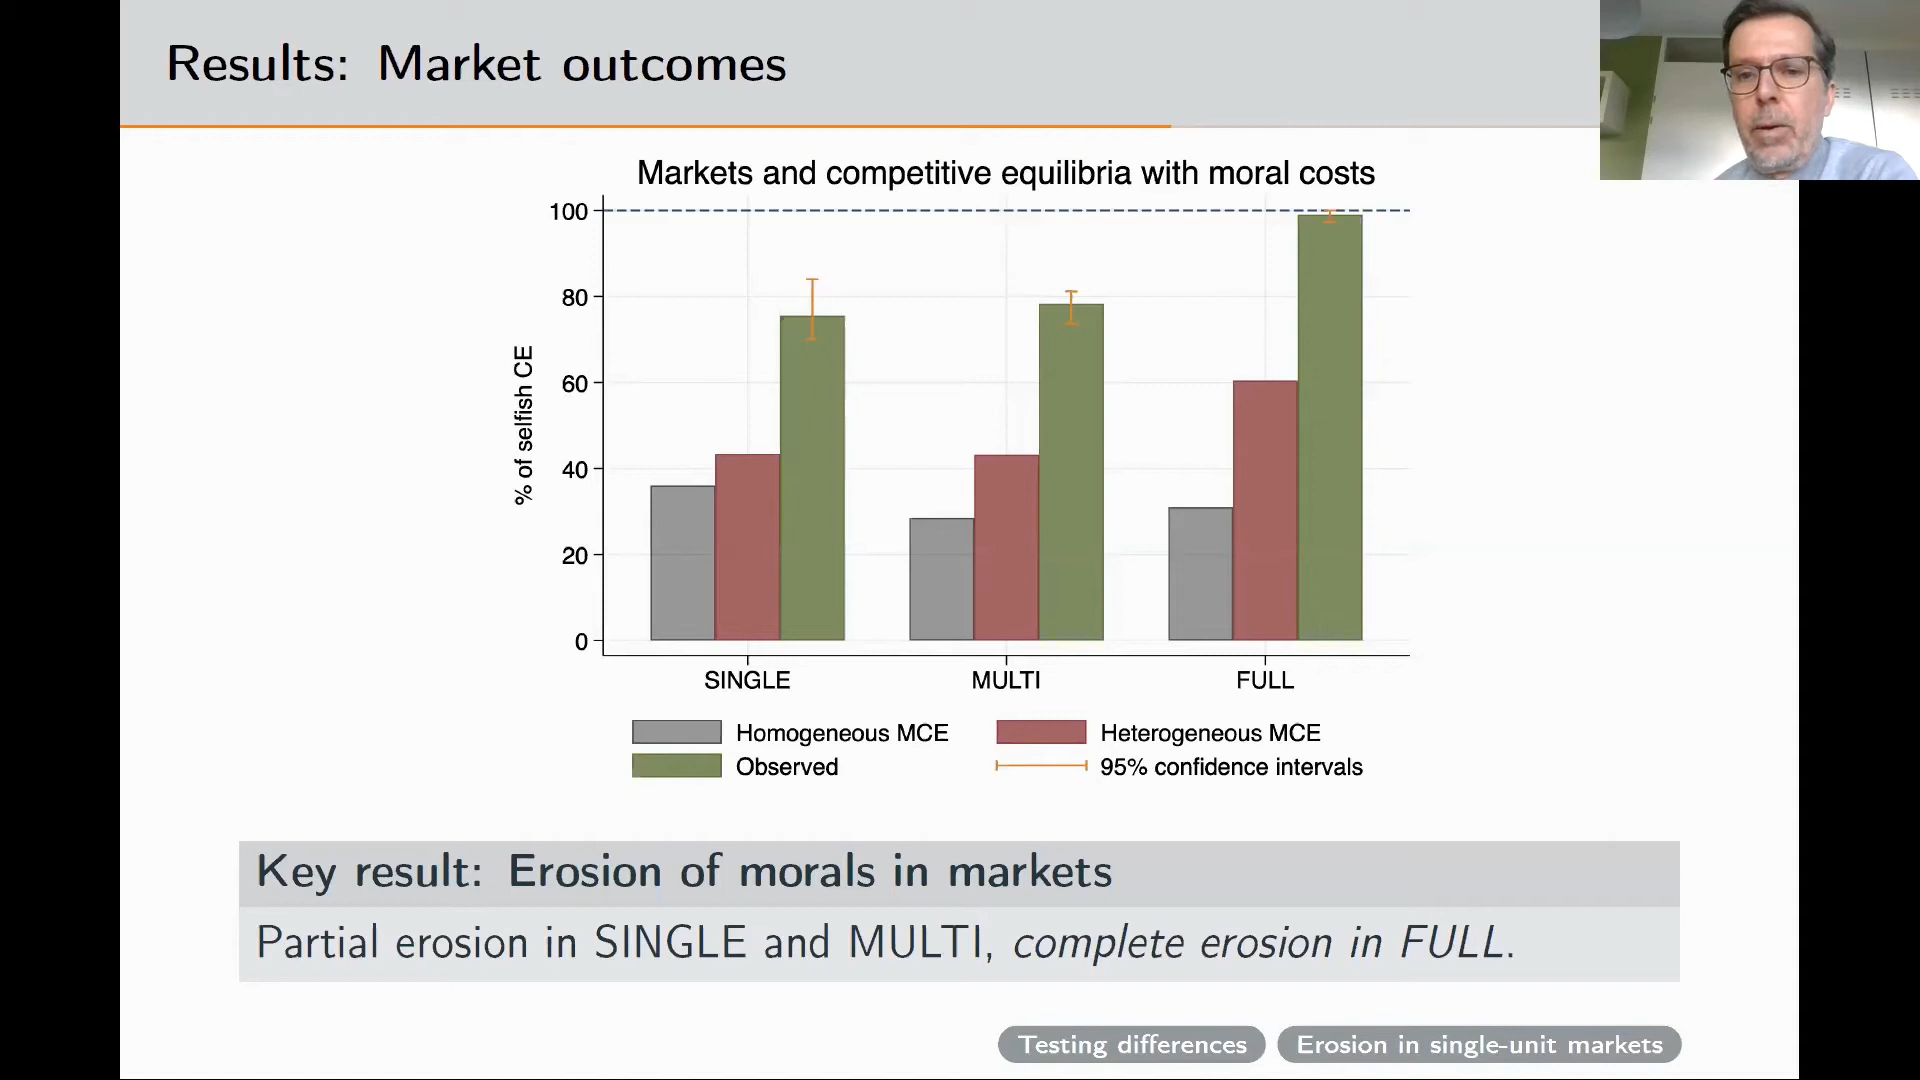 Results: Market outcomes
Markets and competitive equilibria with moral costs
100
80
60
40
20
0
% of selfish CE
SINGLE MULTI FULL
Homogeneous MCE Heterogeneous MCE
Observed 95% confidence intervals
Key result: Erosion of morals in markets
Partial erosion in SINGLE and MULTI, complete erosion in FULL.
Testing differences Erosion in single-unit markets